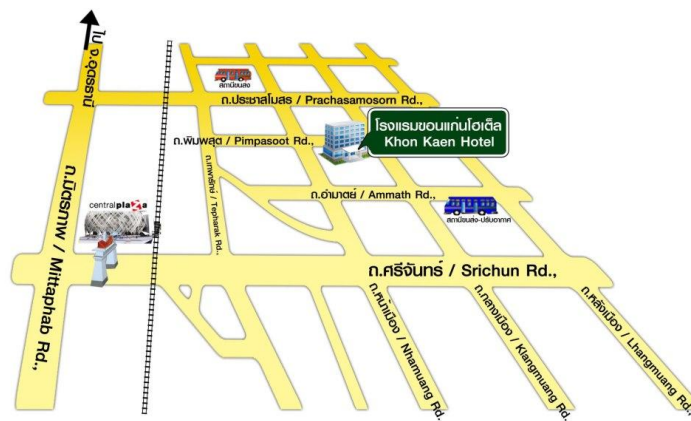 ไป จ.อุดรธานี
สถานีขนส่ง
ถ.ประชาสโมสร / Prachasamosorn Rd.,
โรงแรมขอนแก่นโฮเต็ล
Khon Kaen Hotel
ถ.พิมพสุต / Pimpasoot Rd.,
ถ.เทพารักษ์ / Tepharak Rd.,
ถ.อำมาตย์ / Ammath Rd.,
สถานีขนส่ง-ปรับอากาศ
centralplaza
ถ.มิตรภาพ / Mittaphab Rd.,
ถ.ศรีจันทร์ / Srichun Rd.,
ถ.หน้าเมือง / Nhamuang Rd.,
ถ.กลางเมือง / Klangmuang Rd.,
ถ.หลังเมือง / Lhangmuang Rd.,